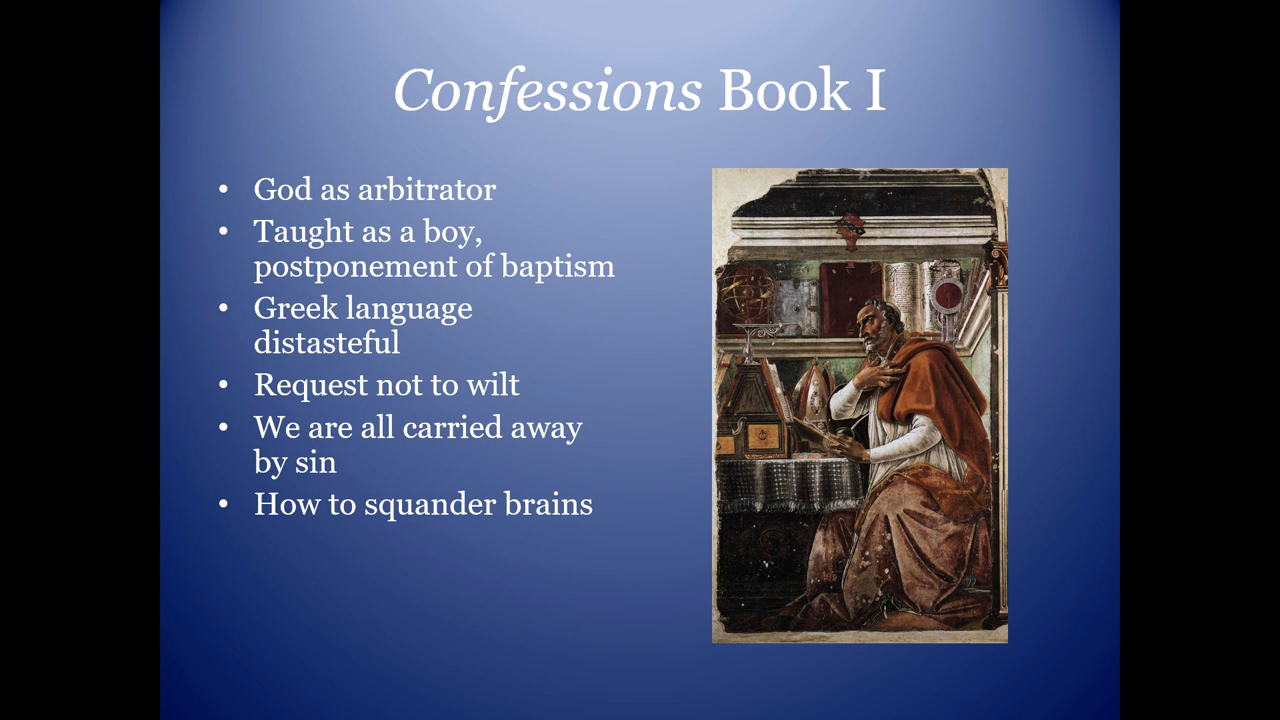 Confessions Book I
• God as arbitrator
• Taught as a boy,
postponement of baptism
• Greek language
distasteful
• Request not to wilt
• We are all carried away
by sin
• How to squander brains